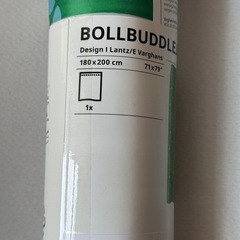 BOLLBUDDLE
Design I Lantz/E Varghans
180x200 cm
71x79"
1x